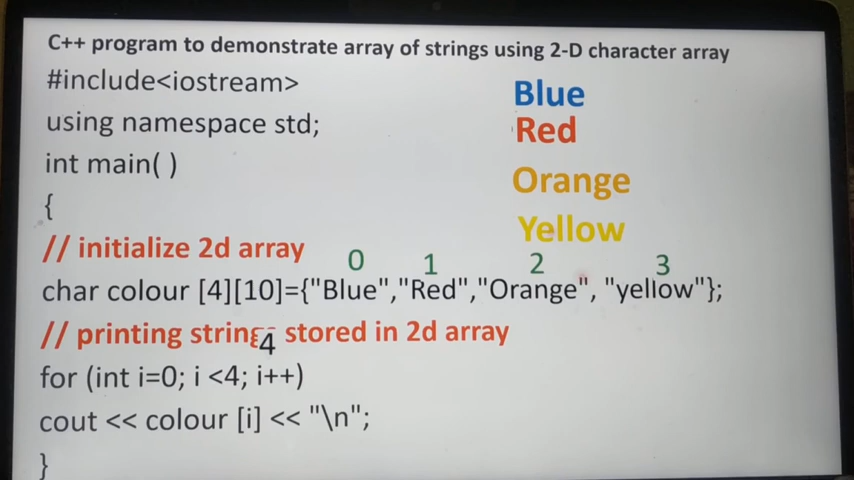 C++ program to demonstrate array of strings using 2-D character array
#include<iostream>
Blue
using namespace std;
Red
int main( )
Orange
{
Yellow
// initialize 2d array
0 1 2 3
char colour [4][10]={"Blue","Red","Orange", "yellow"};
// printing strings stored in 2d array
4
for (int i=0; i <4; i++)
cout << colour [i] << "\n";
}